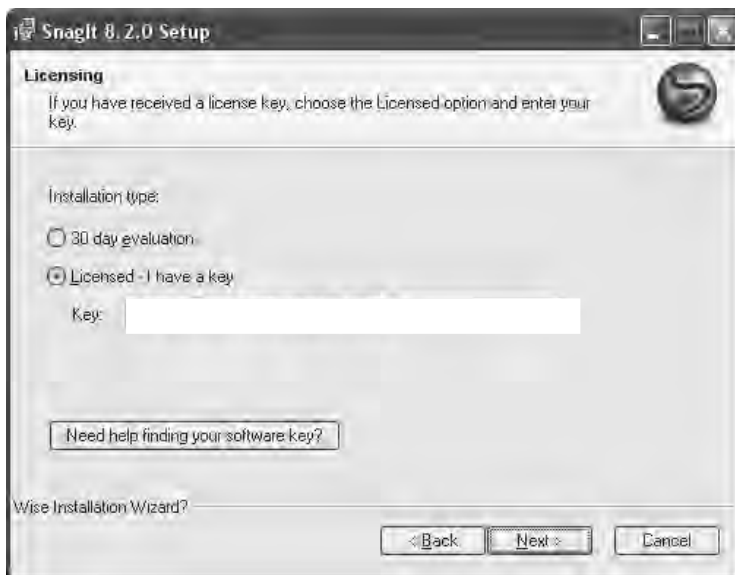 SnagIt 8.2.0 Setup
Licensing
If you have received a license key, choose the Licensed option and enter your
key.
Installation type:
30 day evaluation
Licensed - I have a key
Key:
Need help finding your software key?
Wise Installation Wizard?
< Back
Next >
Cancel